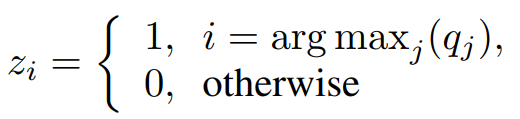 z_i = { 1, i = arg max_j(q_j),
0, otherwise